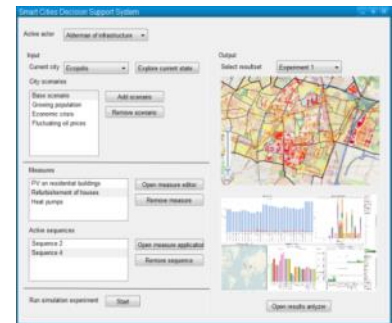 Smart Cities Decision Support System
Active actor Alderman of infrastructure
Input
Current city Ecopolis Explore current state
City scenarios
Base scenario
Growing population
Economic crisis
Fluctuating oil prices
Add scenario
Remove scenario
Measures
PV on residential buildings
Refurbishement of houses
Heat pumps
Open measure editor
Remove measure
Active sequences
Sequence 2
Sequence 4
Open measure application
Remove sequence
Run simulation experiment Start
Output
Select resultset Experiment 1
Open results analyzer